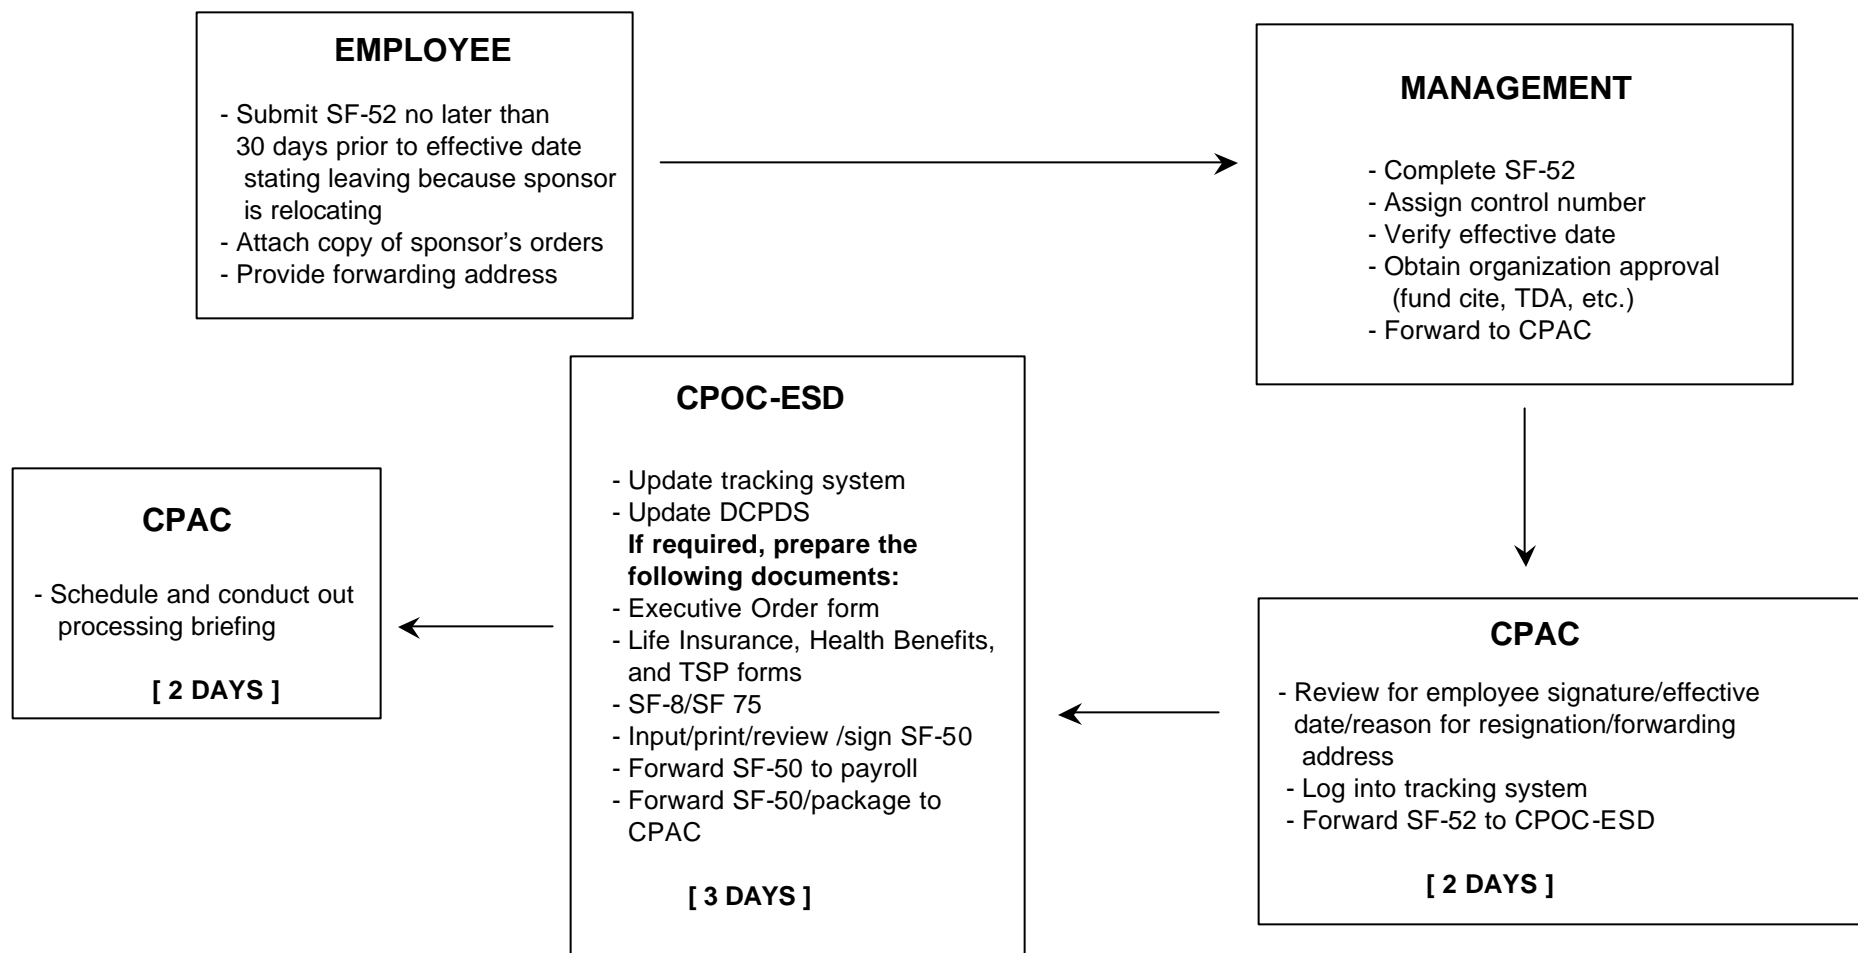 EMPLOYEE
- Submit SF-52 no later than
30 days prior to effective date
stating leaving because sponsor
is relocating
- Attach copy of sponsor's orders
- Provide forwarding address
MANAGEMENT
- Complete SF-52
- Assign control number
- Verify effective date
- Obtain organization approval
(fund cite, TDA, etc.)
- Forward to CPAC
CPAC
- Review for employee signature/effective
date/reason for resignation/forwarding
address
- Log into tracking system
- Forward SF-52 to CPOC-ESD
[ 2 DAYS ]
CPOC-ESD
- Update tracking system
- Update DCPDS
If required, prepare the
following documents:
- Executive Order form
- Life Insurance, Health Benefits,
and TSP forms
- SF-8/SF 75
- Input/print/review /sign SF-50
- Forward SF-50 to payroll
- Forward SF-50/package to
CPAC
[ 3 DAYS ]
CPAC
- Schedule and conduct out
processing briefing
[ 2 DAYS ]